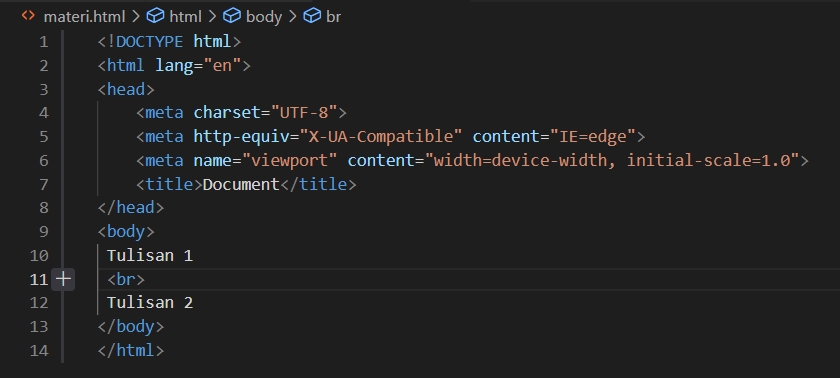 materi.html > html > body > br
1 <!DOCTYPE html>
2 <html lang="en">
3 <head>
4 <meta charset="UTF-8">
5 <meta http-equiv="X-UA-Compatible" content="IE=edge">
6 <meta name="viewport" content="width=device-width, initial-scale=1.0">
7 <title>Document</title>
8 </head>
9 <body>
10 Tulisan 1
11 <br>
12 Tulisan 2
13 </body>
14 </html>